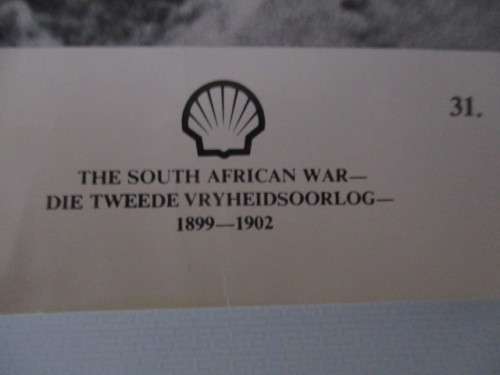 31.
THE SOUTH AFRICAN WAR—
DIE TWEEDE VRYHEIDSOORLOG—
1899—1902